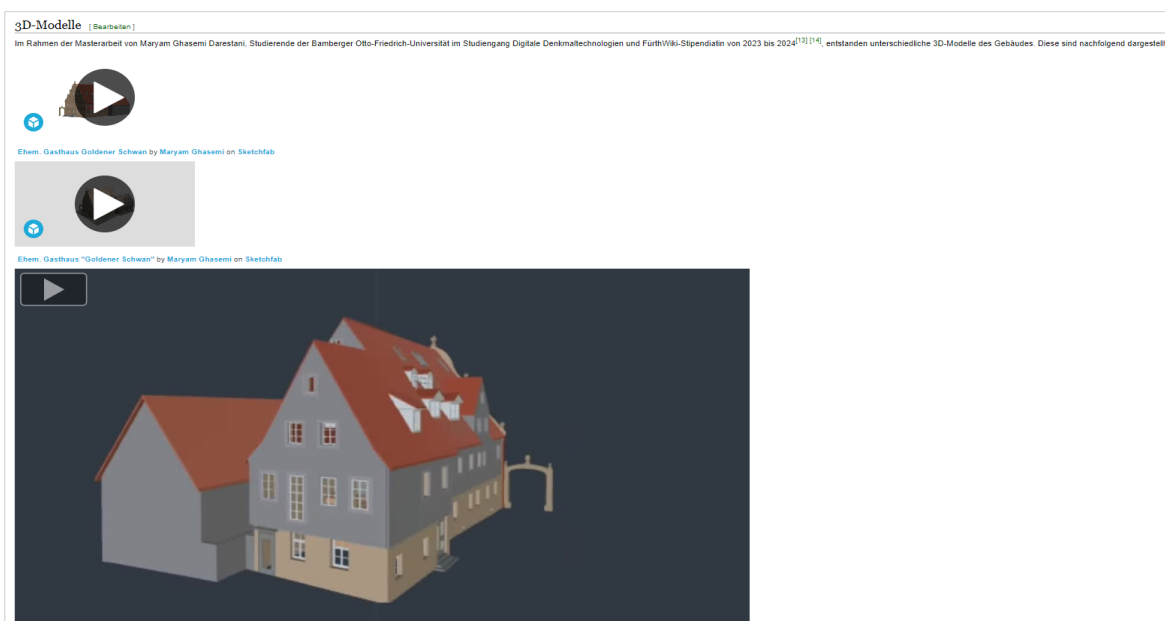 3D-Modelle [ Bearbeiten ]
Im Rahmen der Masterarbeit von Maryam Ghasemi Darestani, Studierende der Bamberger Otto-Friedrich-Universität im Studiengang Digitale Denkmaltechnologien und FürthWiki-Stipendiatin von 2023 bis 2024[13] [14], entstanden unterschiedliche 3D-Modelle des Gebäudes. Diese sind nachfolgend dargestellt
Ehem. Gasthaus Goldener Schwan by Maryam Ghasemi on Sketchfab
Ehem. Gasthaus "Goldener Schwan" by Maryam Ghasemi on Sketchfab